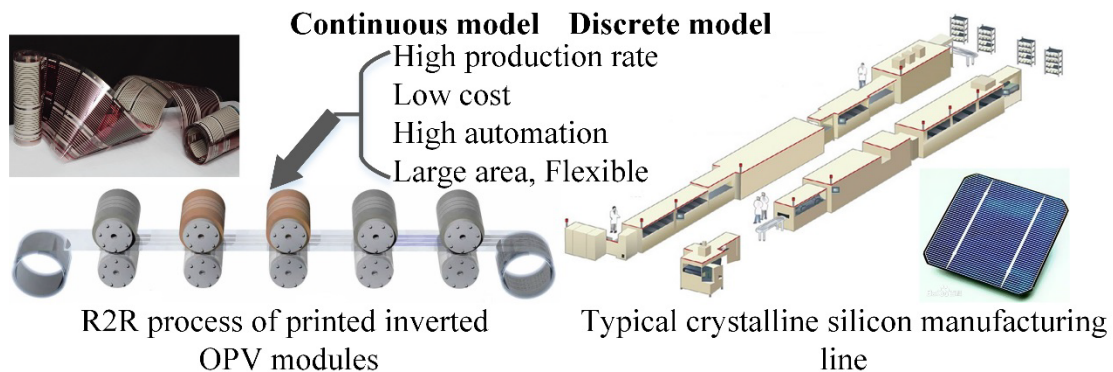 Continuous model Discrete model
High production rate
Low cost
High automation
Large area, Flexible
R2R process of printed inverted
OPV modules
Typical crystalline silicon manufacturing
line